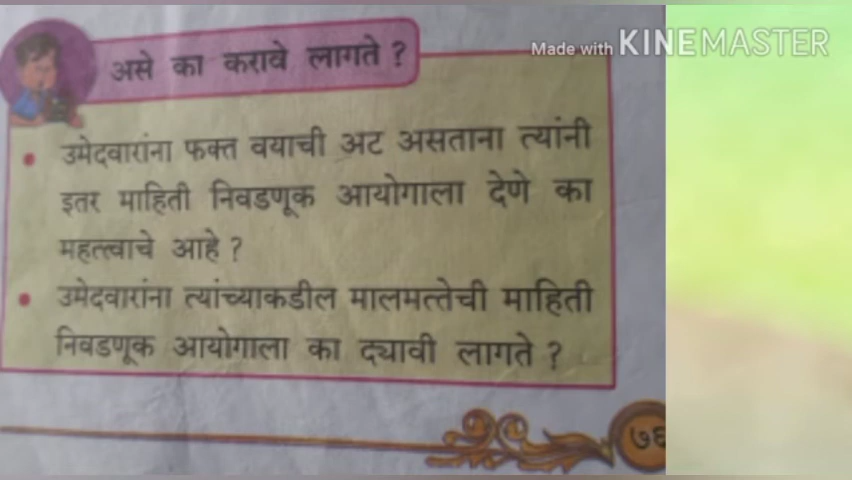 Made with KINEMASTER
असे का करावे लागते ?
• उमेदवारांना फक्त वयाची अट असताना त्यांनी
इतर माहिती निवडणूक आयोगाला देणे का
महत्त्वाचे आहे ?
• उमेदवारांना त्यांच्याकडील मालमत्तेची माहिती
निवडणूक आयोगाला का द्यावी लागते ?
७६